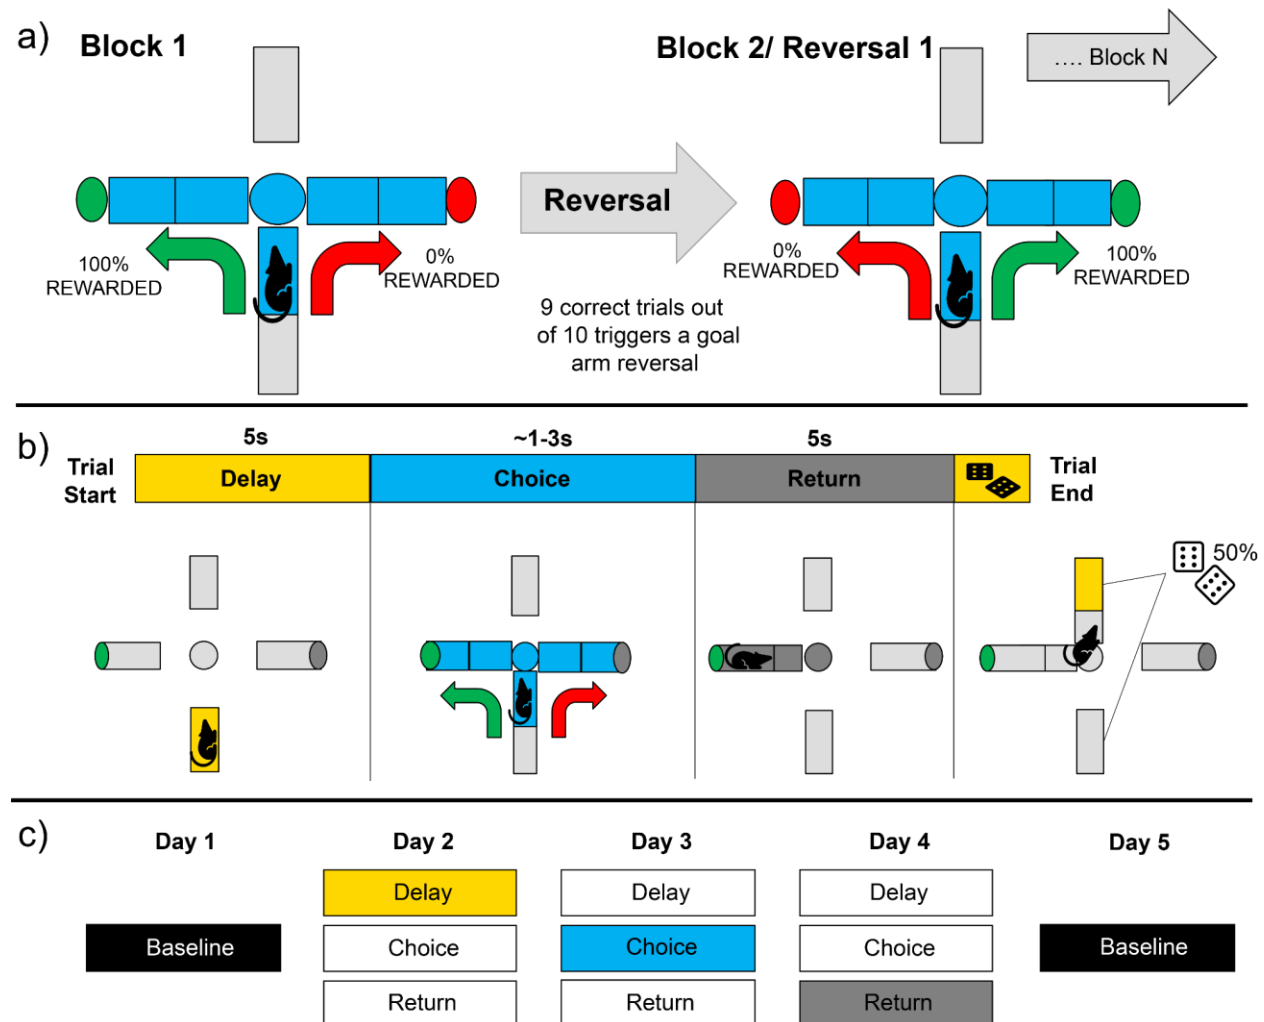 a)
Block 1
Block 2/ Reversal 1
.... Block N
Reversal
100%
REWARDED
0%
REWARDED
0%
REWARDED
100%
REWARDED
9 correct trials out
of 10 triggers a goal
arm reversal
b)
5s
~1-3s
5s
Trial
Start
Delay
Choice
Return
Trial
End
50%
c)
Day 1
Day 2
Day 3
Day 4
Day 5
Delay
Delay
Delay
Baseline
Choice
Choice
Choice
Baseline
Return
Return
Return